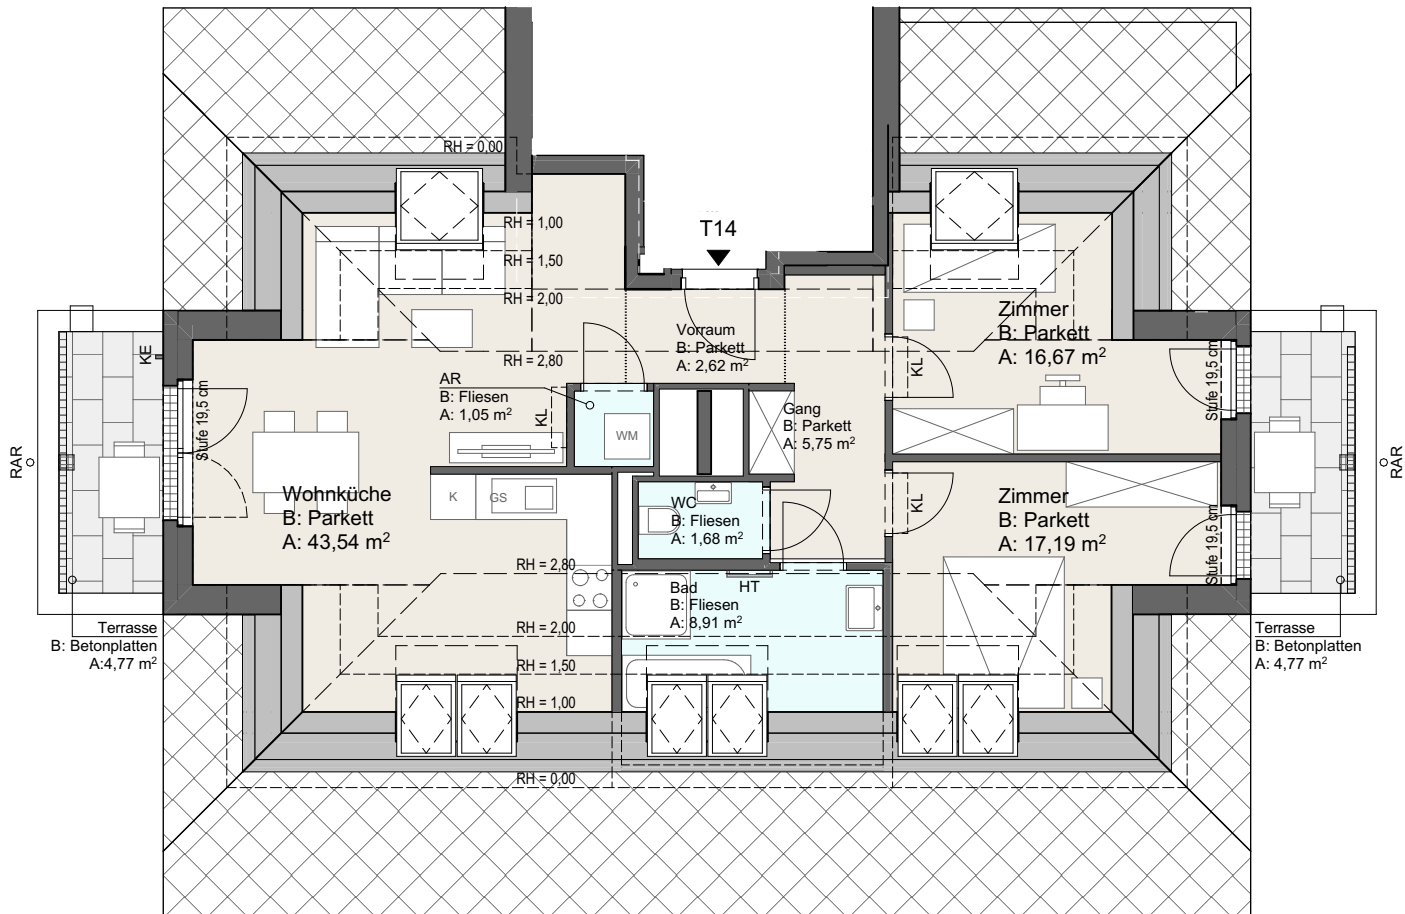 RH = 0,00
RH = 1,00
RH = 1,50
RH = 2,00
RH = 2,80
T14
Vorraum
B: Parkett
A: 2,62 m²
Zimmer
B: Parkett
A: 16,67 m²
KL
KE
Stufe 19,5 cm
AR
B: Fliesen
A: 1,05 m²
KL
WM
Gang
B: Parkett
A: 5,75 m²
Stufe 19,5 cm
RAR
RAR
Wohnküche
B: Parkett
A: 43,54 m²
K
GS
WC
B: Fliesen
A: 1,68 m²
KL
Zimmer
B: Parkett
A: 17,19 m²
Stufe 19,5 cm
RH = 2,80
Bad
B: Fliesen
A: 8,91 m²
HT
RH = 2,00
RH = 1,50
RH = 1,00
RH = 0,00
Terrasse
B: Betonplatten
A:4,77 m²
Terrasse
B: Betonplatten
A: 4,77 m²